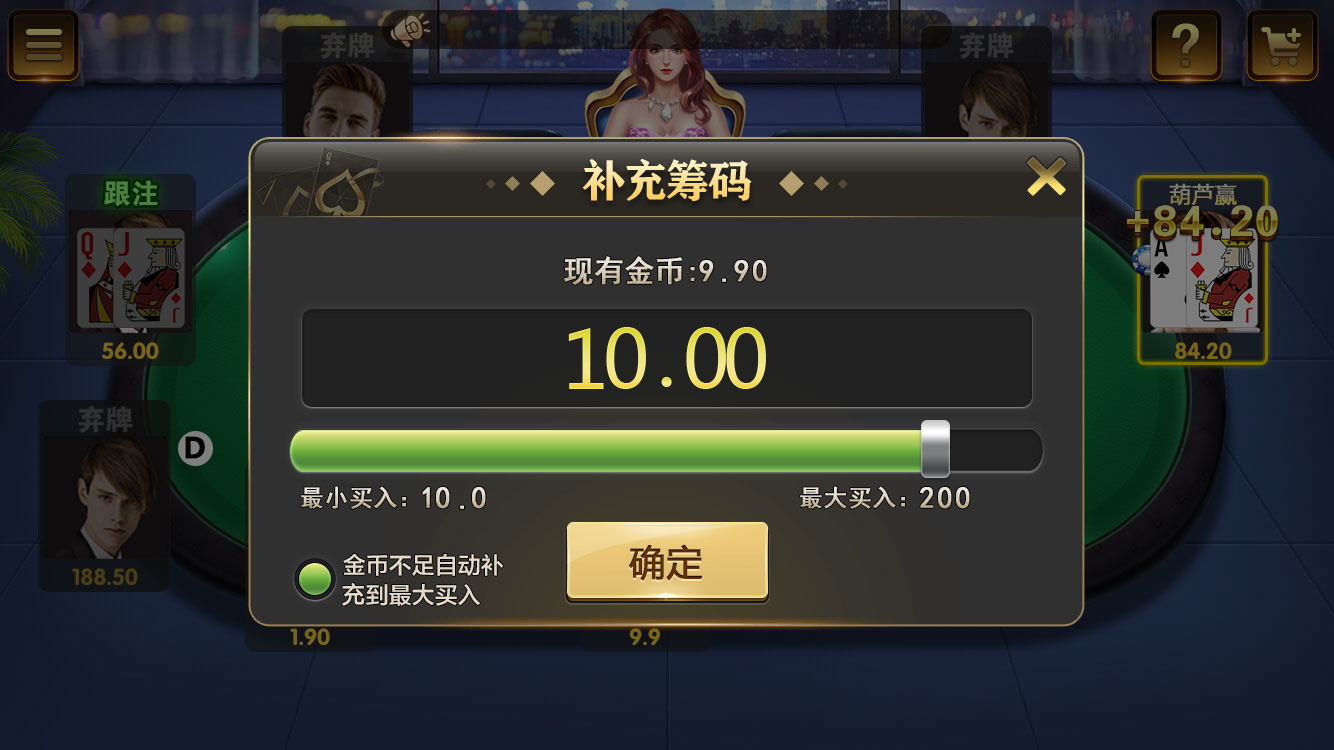 弃牌
弃牌
?
补充筹码
跟注
Q J
56.00
葫芦赢
+84.20
A J
84.20
现有金币:9.90
10.00
最小买入: 10.0
最大买入: 200
弃牌
D
188.50
金币不足自动补
充到最大买入
确定
1.90
9.9